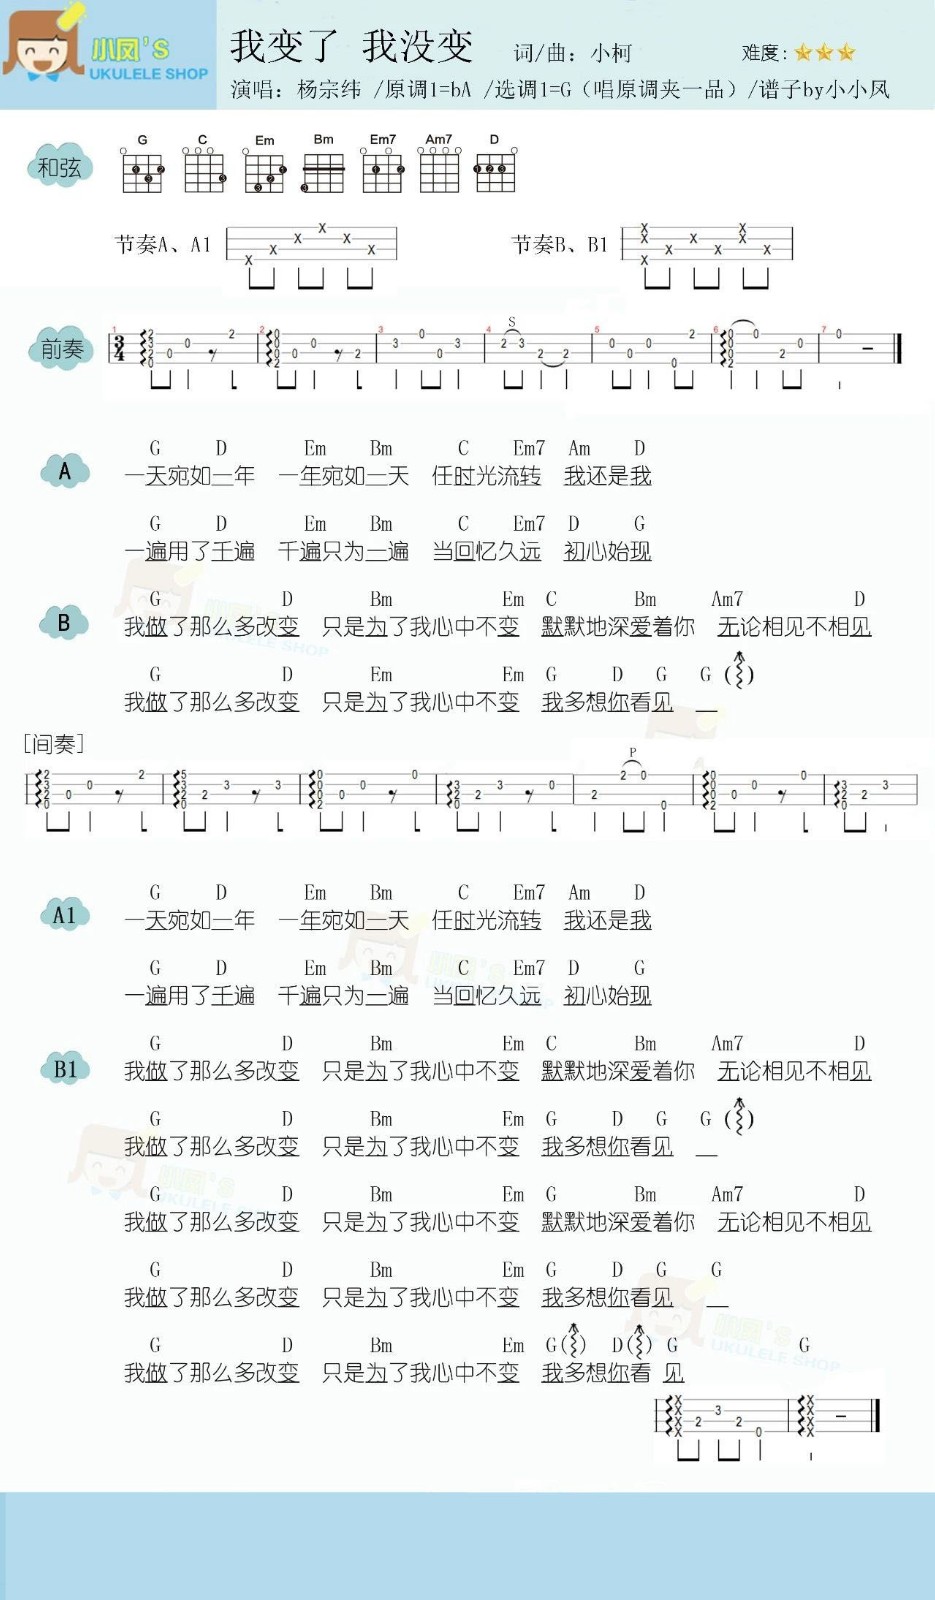 小凤'S
UKULELE SHOP
我变了 我没变 词/曲: 小柯 难度:
演唱: 杨宗纬 /原调1=bA /选调1=G（唱原调夹一品）/谱子by小小凤
和弦 G C Em Bm Em7 Am7 D
节奏A、A1 节奏B、B1
前奏
A
G D Em Bm C Em7 Am D
一天宛如一年 一年宛如一天 任时光流转 我还是我
G D Em Bm C Em7 D G
一遍用了千遍 千遍只为一遍 当回忆久远 初心始现
B
G D Bm Em C Bm Am7 D
我做了那么多改变 只是为了我心中不变 默默地深爱着你 无论相见不相见
G D Em Em G D G G ( )
我做了那么多改变 只是为了我心中不变 我多想你看见
[间奏]
P
A1
G D Em Bm C Em7 Am D
一天宛如一年 一年宛如一天 任时光流转 我还是我
G D Em Bm C Em7 D G
一遍用了千遍 千遍只为一遍 当回忆久远 初心始现
B1
G D Bm Em C Bm Am7 D
我做了那么多改变 只是为了我心中不变 默默地深爱着你 无论相见不相见
G D Bm Em G D G G ( )
我做了那么多改变 只是为了我心中不变 我多想你看见
G D Bm Em G Bm Am7 D
我做了那么多改变 只是为了我心中不变 默默地深爱着你 无论相见不相见
G D Bm Em G D G G
我做了那么多改变 只是为了我心中不变 我多想你看见
G D Bm Em G( ) D( ) G G
我做了那么多改变 只是为了我心中不变 我多想你看 见